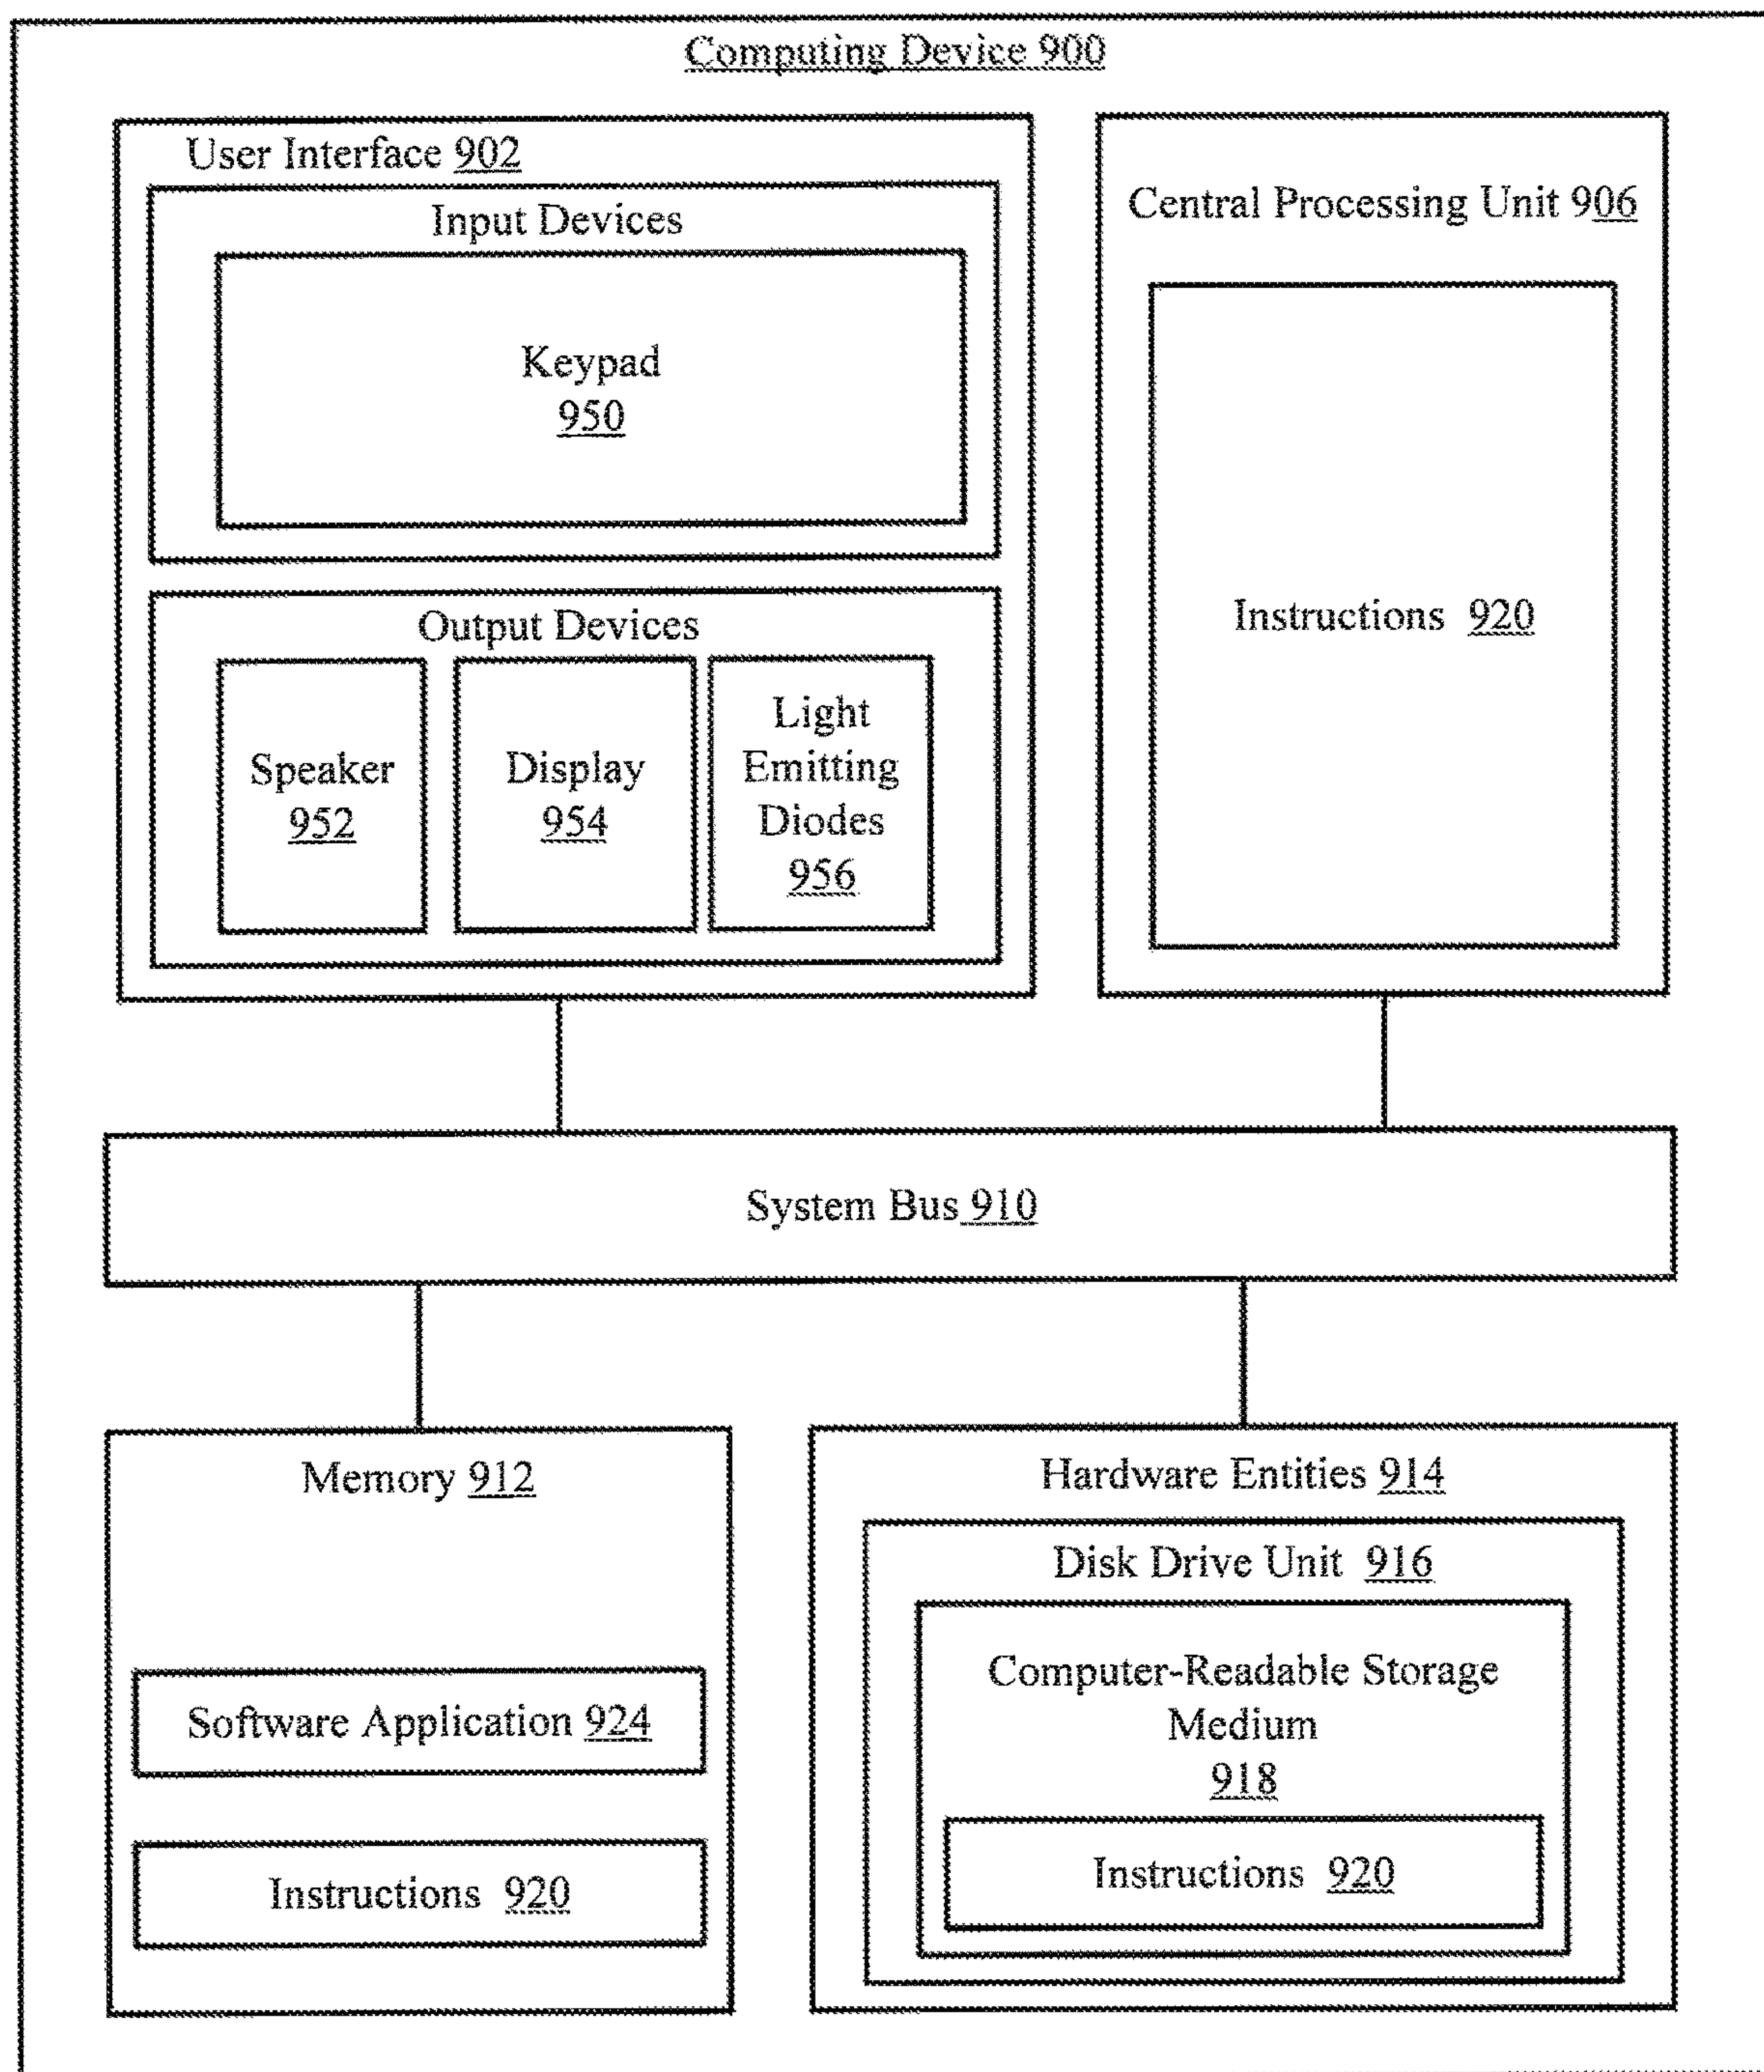 Computing Device 900
User Interface 902
Input Devices
Keypad
950
Output Devices
Speaker
952
Display
954
Light
Emitting
Diodes
956
Central Processing Unit 906
Instructions 920
System Bus 910
Memory 912
Software Application 924
Instructions 920
Hardware Entities 914
Disk Drive Unit 916
Computer-Readable Storage
Medium
918
Instructions 920